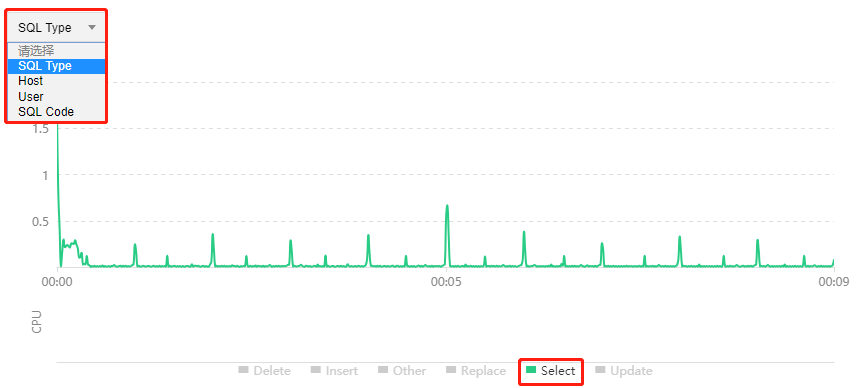 SQL Type
请选择
SQL Type
Host
User
SQL Code
1.5
1
0.5
00:00 00:05 00:09
CPU
Delete Insert Other Replace Select Update